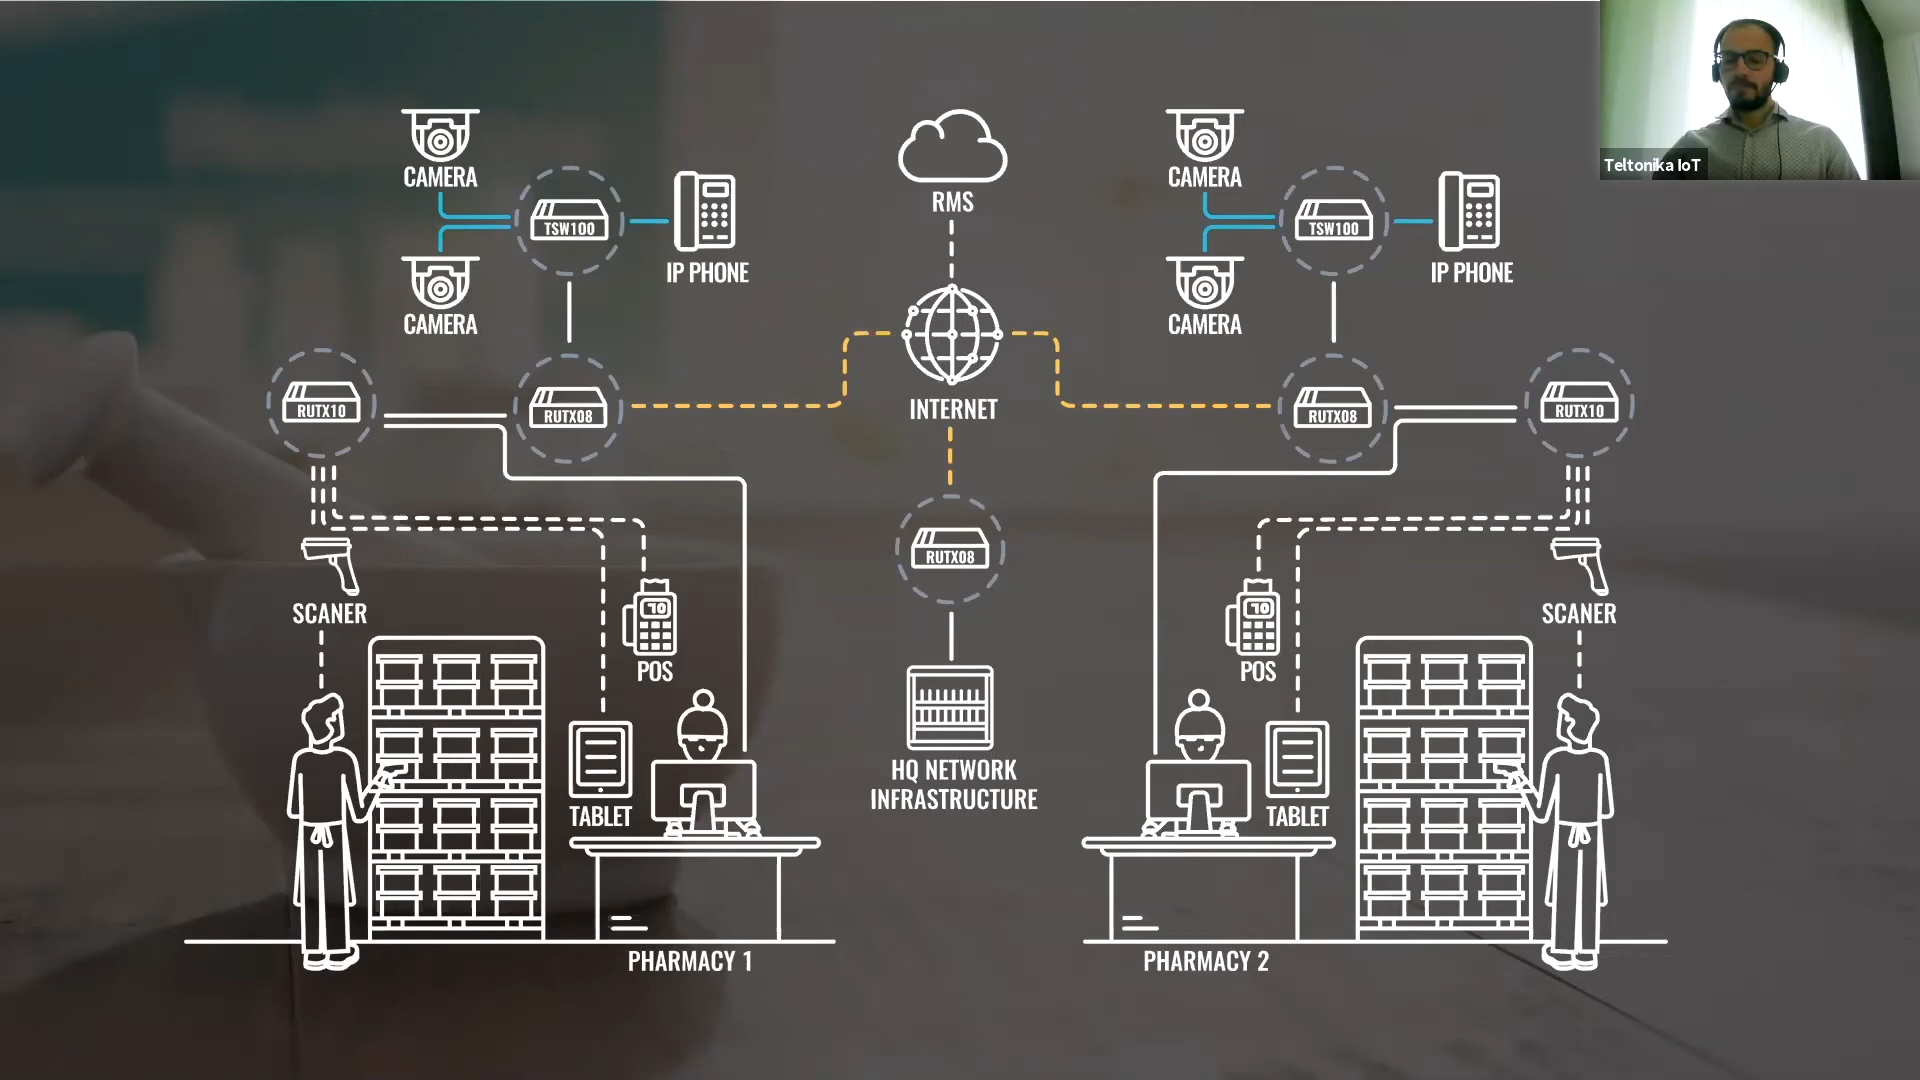 Teltonika IoT
CAMERA
TSW100
IP PHONE
CAMERA
RMS
CAMERA
TSW100
IP PHONE
CAMERA
RUTX10
RUTX08
INTERNET
RUTX08
RUTX10
SCANER
POS
TABLET
RUTX08
HQ NETWORK
INFRASTRUCTURE
POS
TABLET
SCANER
PHARMACY 1
PHARMACY 2